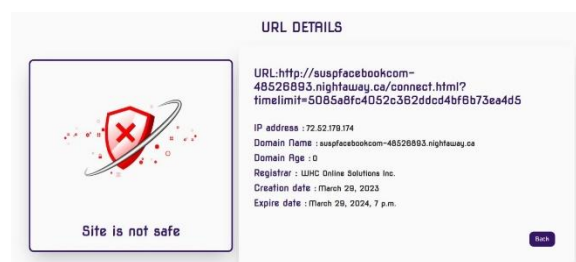 URL DETAILS
URL:http://suspfacebookcom-
48526893.nightaway.ca/connect.html?
timelimit=5085a8fc4052c362ddcd4bf6b73ea4d5
IP address : 72.52.179.174
Domain Name : suspfacebookcom-48526893.nightaway.ca
Domain Age : 0
Registrar : WHC Online Solutions Inc.
Creation date : March 29, 2023
Expire date : March 29, 2024, 7 p.m.
Site is not safe
Back